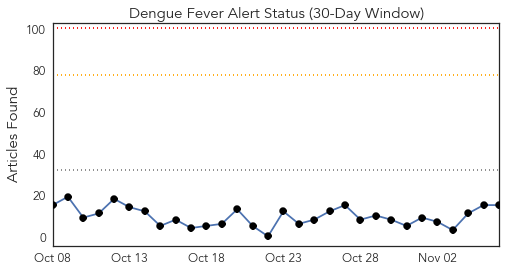 Dengue Fever Alert Status (30-Day Window)
Articles Found
100
80
60
40
20
0
Oct 08
Oct 13
Oct 18
Oct 23
Oct 28
Nov 02